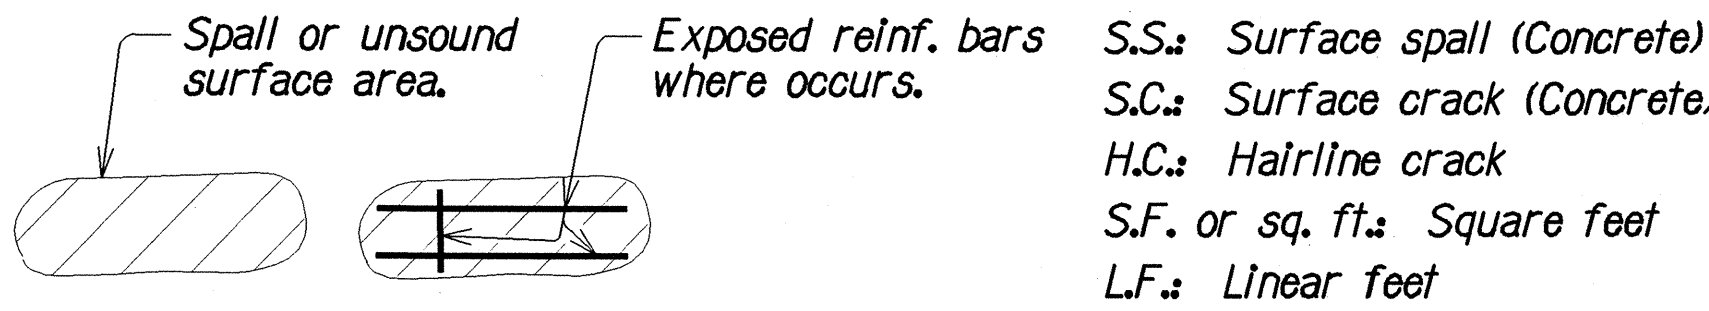 Spall or unsound
surface area.
Exposed reinf. bars
where occurs.
S.S.: Surface spall (Concrete)
S.C.: Surface crack (Concrete)
H.C.: Hairline crack
S.F. or sq. ft.: Square feet
L.F.: Linear feet